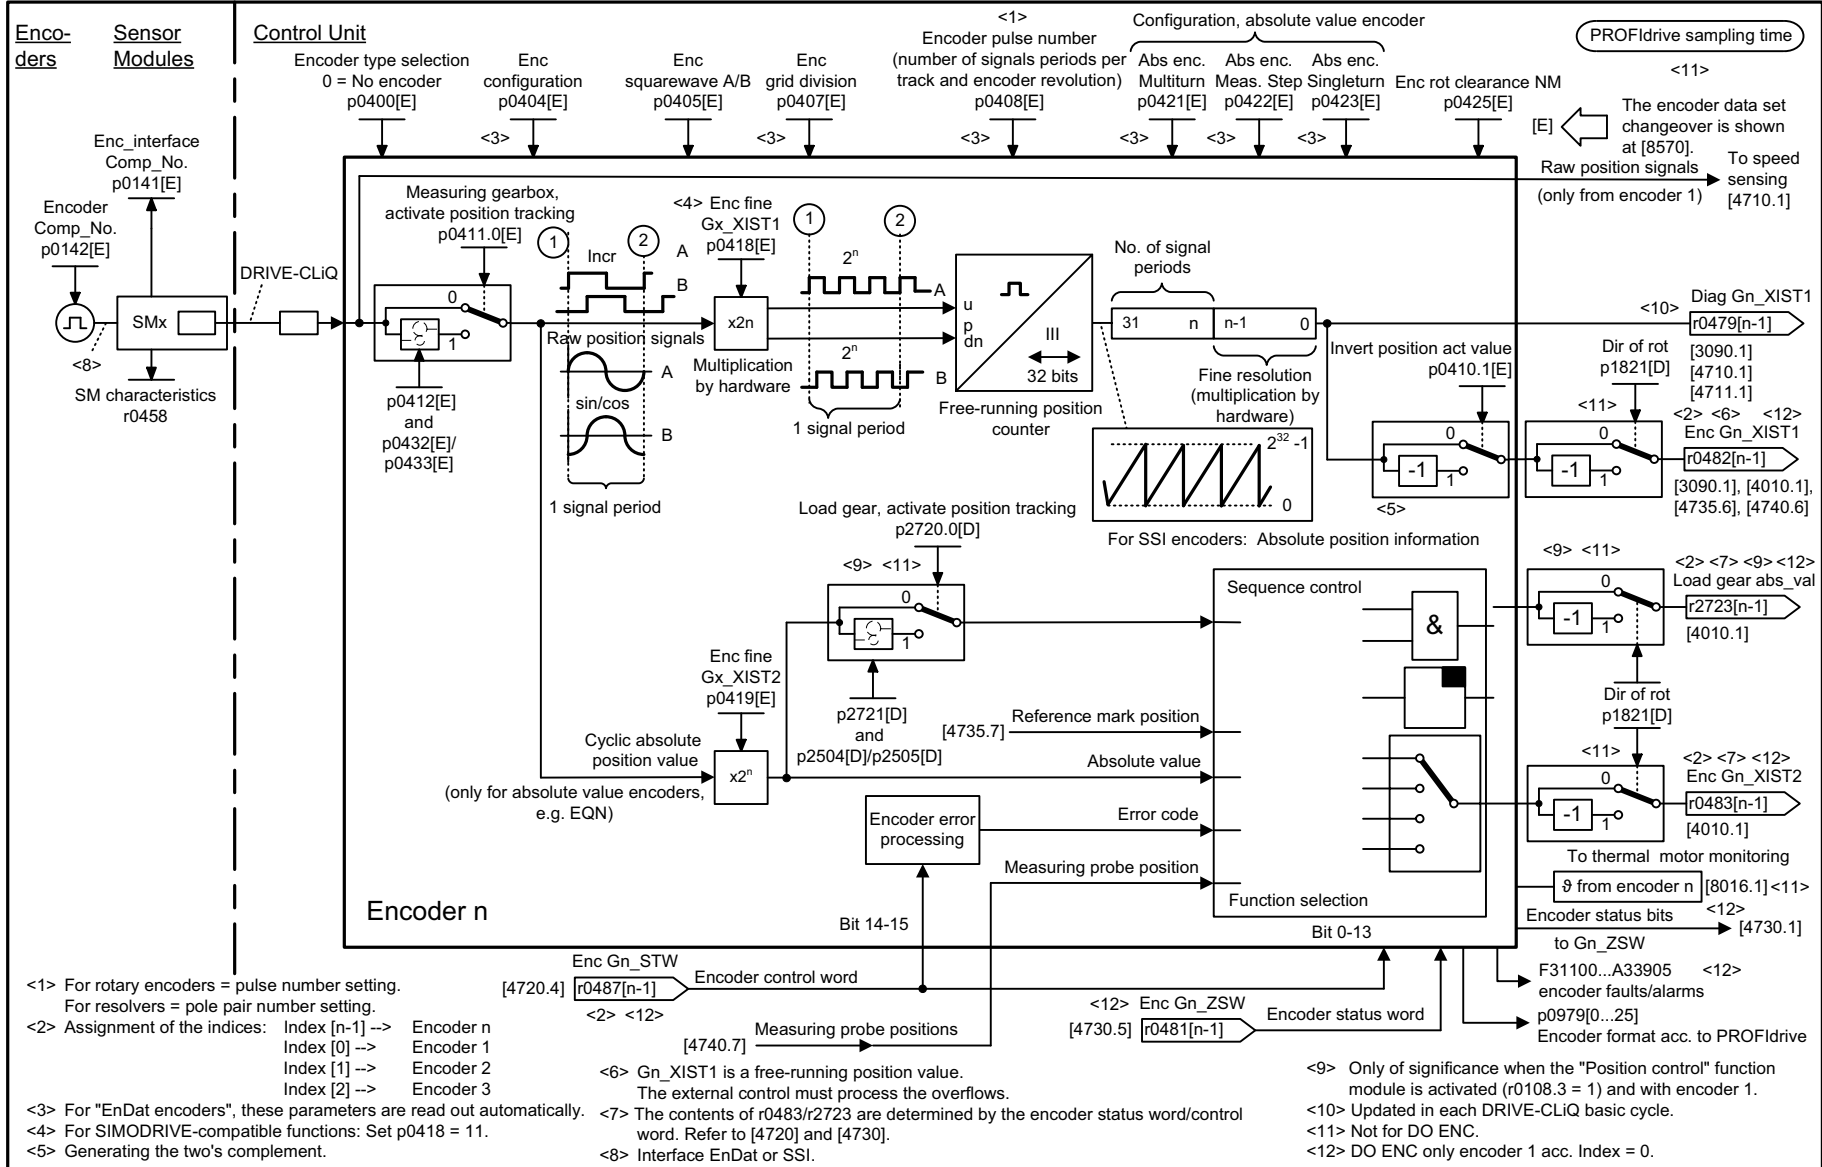 Enco-
ders
Sensor
Modules
Control Unit
Encoder type selection
0 = No encoder
p0400[E]
Enc
configuration
p0404[E]
<3>
Enc
squarewave A/B
p0405[E]
Enc
grid division
p0407[E]
<3>
<1>
Encoder pulse number
(number of signals periods per
track and encoder revolution)
p0408[E]
<3>
Configuration, absolute value encoder
Abs enc.
Multiturn
p0421[E]
<3>
Abs enc.
Meas. Step
p0422[E]
<3>
Abs enc.
Singleturn
p0423[E]
<3>
Enc rot clearance NM
p0425[E]
PROFIdrive sampling time
<11>
[E]
The encoder data set
changeover is shown
at [8570].
Raw position signals
(only from encoder 1)
To speed
sensing
[4710.1]
Enc_interface
Comp_No.
p0141[E]
Encoder
Comp_No.
p0142[E]
DRIVE-CLiQ
SMx
<8>
SM characteristics
r0458
Measuring gearbox,
activate position tracking
p0411.0[E]
0
1
p0412[E]
and
p0432[E]/
p0433[E]
1
2
Incr
A
B
Raw position signals
A
sin/cos
B
1 signal period
<4> Enc fine
Gx_XIST1
p0418[E]
x2n
Multiplication
by hardware
1
2
2n
A
2n
B
1 signal period
u
p
dn
III
32 bits
Free-running position
counter
No. of signal
periods
31 n
n-1 0
Fine resolution
(multiplication by
hardware)
2^32 -1
0
For SSI encoders: Absolute position information
Invert position act value
p0410.1[E]
0
-1
1
<5>
Dir of rot
p1821[D]
<11>
0
-1
1
Diag Gn_XIST1
<10>
r0479[n-1]
[3090.1]
[4710.1]
[4711.1]
<2> <6> <12>
Enc Gn_XIST1
r0482[n-1]
[3090.1], [4010.1],
[4735.6], [4740.6]
Load gear, activate position tracking
p2720.0[D]
<9> <11>
0
1
p2721[D]
and
p2504[D]/p2505[D]
Enc fine
Gx_XIST2
p0419[E]
x2n
Cyclic absolute
position value
(only for absolute value encoders,
e.g. EQN)
[4735.7]
Reference mark position
Absolute value
Encoder error
processing
Error code
Measuring probe position
Sequence control
&
Function selection
<9> <11>
0
-1
1
<2> <7> <9> <12>
Load gear abs_val
r2723[n-1]
[4010.1]
Dir of rot
p1821[D]
<11>
0
-1
1
<2> <7> <12>
Enc Gn_XIST2
r0483[n-1]
[4010.1]
To thermal motor monitoring
ϑ from encoder n
[8016.1] <11>
Encoder status bits
<12>
[4730.1]
to Gn_ZSW
F31100...A33905 <12>
encoder faults/alarms
p0979[0...25]
Encoder format acc. to PROFIdrive
Encoder n
Bit 14-15
Bit 0-13
Enc Gn_STW
[4720.4]
r0487[n-1]
Encoder control word
<2> <12>
Measuring probe positions
[4740.7]
<12> Enc Gn_ZSW
[4730.5]
r0481[n-1]
Encoder status word
<1> For rotary encoders = pulse number setting.
For resolvers = pole pair number setting.
<2> Assignment of the indices: Index [n-1] --> Encoder n
Index [0] --> Encoder 1
Index [1] --> Encoder 2
Index [2] --> Encoder 3
<3> For "EnDat encoders", these parameters are read out automatically.
<4> For SIMODRIVE-compatible functions: Set p0418 = 11.
<5> Generating the two's complement.
<6> Gn_XIST1 is a free-running position value.
The external control must process the overflows.
<7> The contents of r0483/r2723 are determined by the encoder status word/control
word. Refer to [4720] and [4730].
<8> Interface EnDat or SSI.
<9> Only of significance when the "Position control" function
module is activated (r0108.3 = 1) and with encoder 1.
<10> Updated in each DRIVE-CLiQ basic cycle.
<11> Not for DO ENC.
<12> DO ENC only encoder 1 acc. Index = 0.